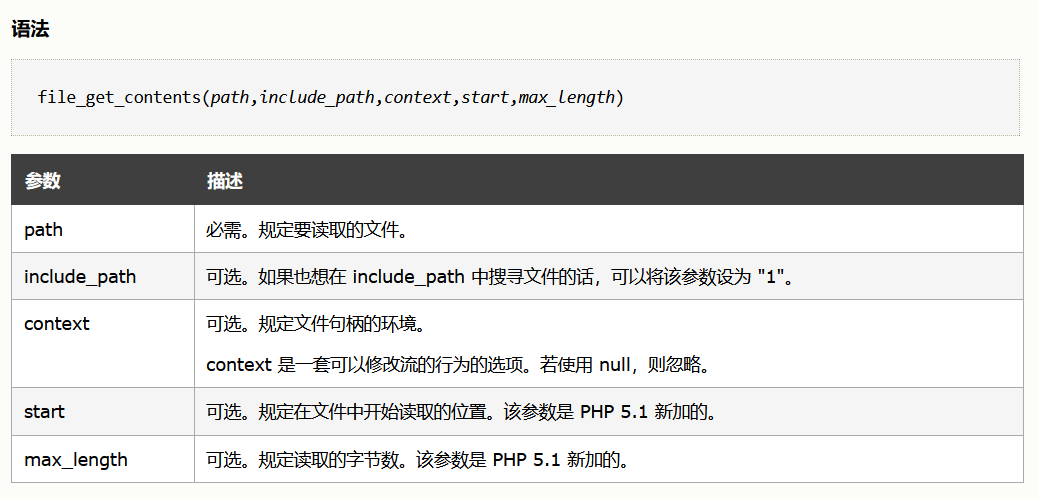 语法
file_get_contents(path,include_path,context,start,max_length)
参数 描述
path 必需。规定要读取的文件。
include_path 可选。如果也想在 include_path 中搜寻文件的话，可以将该参数设为 "1"。
context 可选。规定文件句柄的环境。
context 是一套可以修改流的行为的选项。若使用 null，则忽略。
start 可选。规定在文件中开始读取的位置。该参数是 PHP 5.1 新加的。
max_length 可选。规定读取的字节数。该参数是 PHP 5.1 新加的。